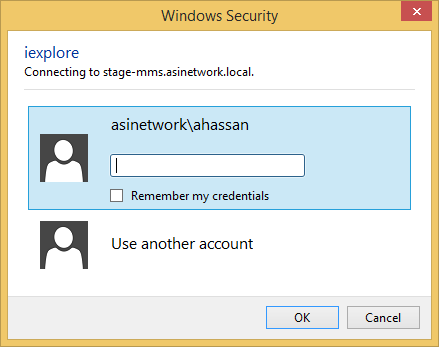 Windows Security
iexplore
Connecting to stage-mms.asinetwork.local.
asinetwork\ahassan
Remember my credentials
Use another account
OK
Cancel